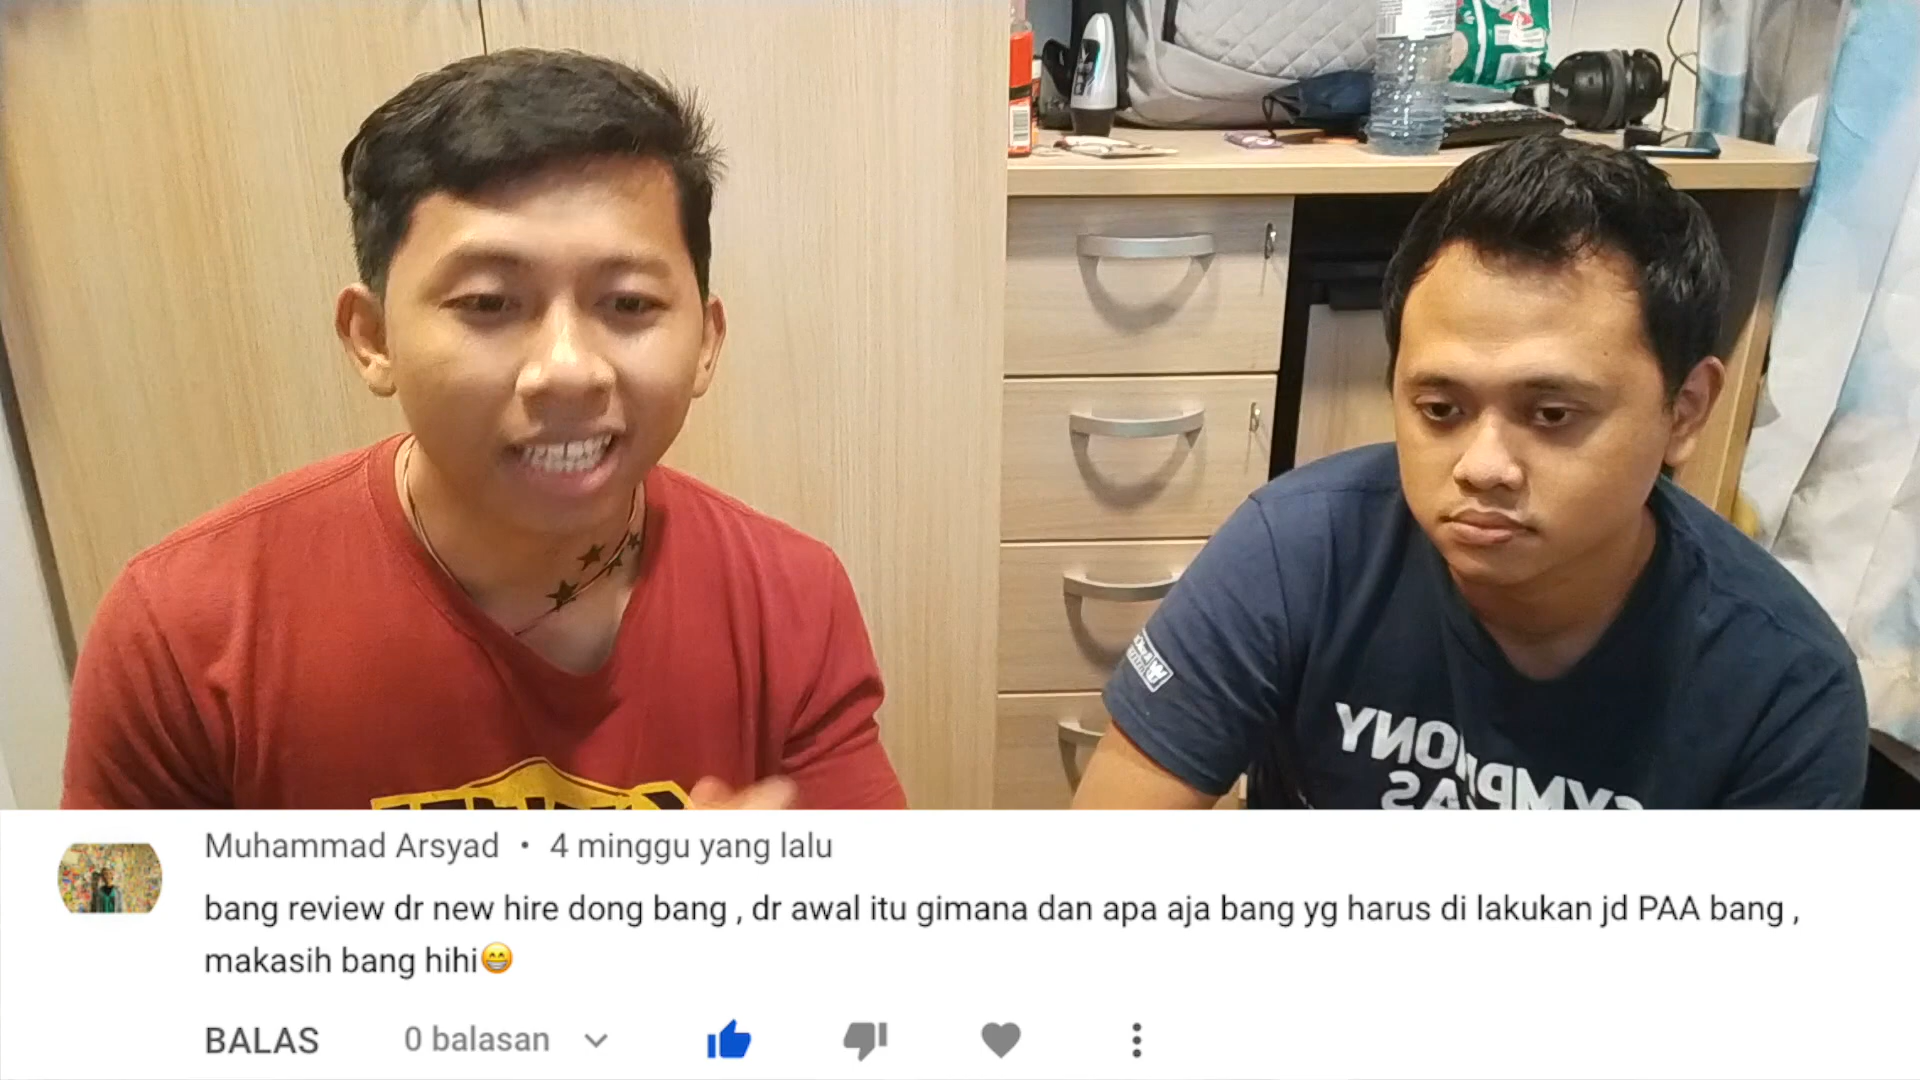 SYMPHONY
Muhammad Arsyad • 4 minggu yang lalu
bang review dr new hire dong bang , dr awal itu gimana dan apa aja bang yg harus di lakukan jd PAA bang ,
makasih bang hihi😁
BALAS 0 balasan